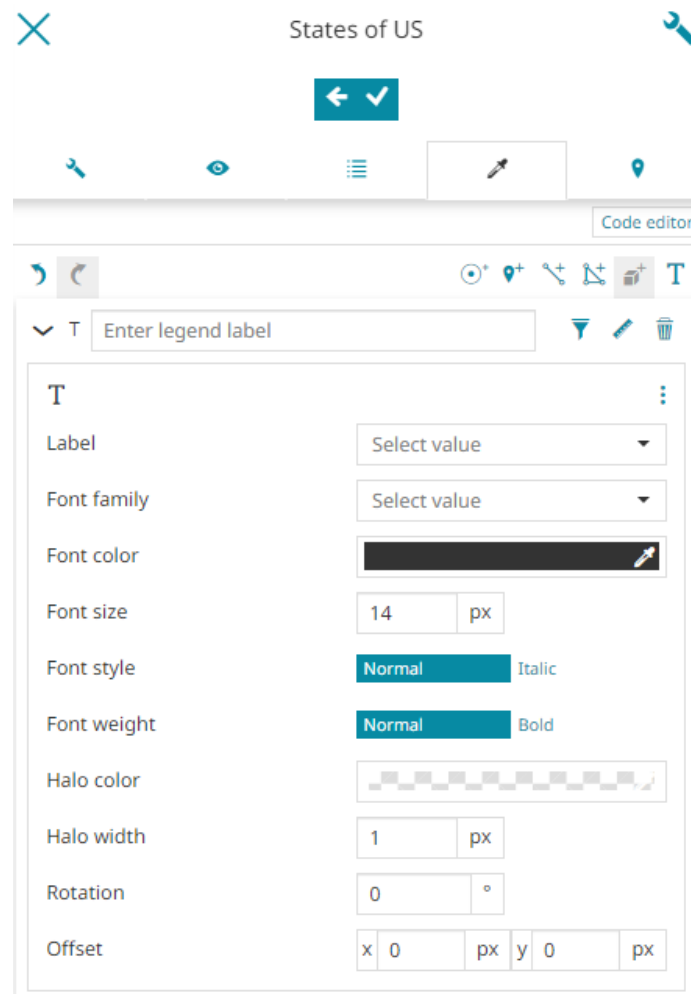 States of US
Code editor
T
T Enter legend label
T
Label Select value
Font family Select value
Font color
Font size 14 px
Font style Normal Italic
Font weight Normal Bold
Halo color
Halo width 1 px
Rotation 0 °
Offset x 0 px y 0 px